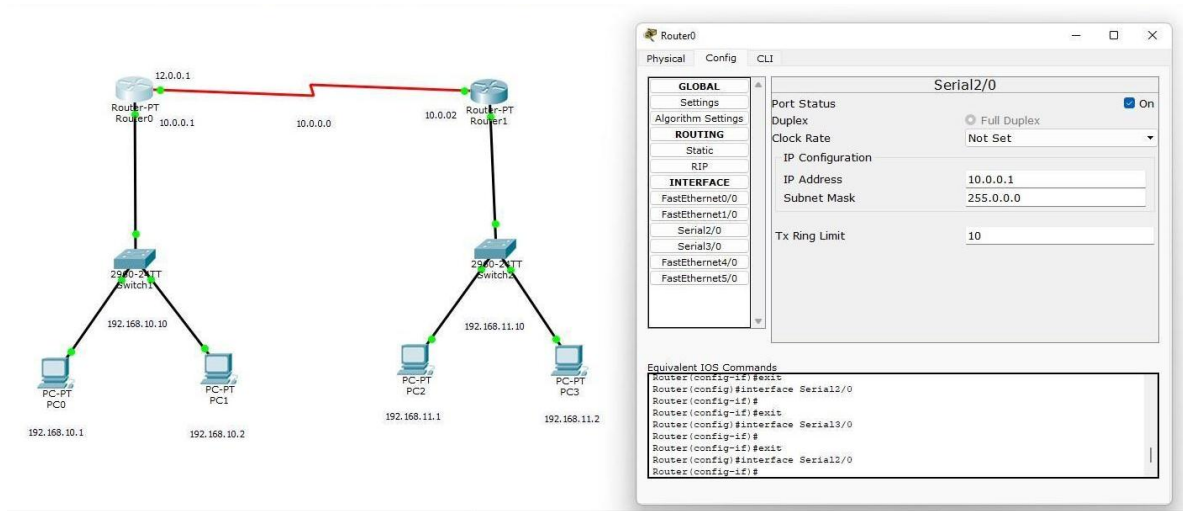 12.0.0.1
Router-PT
Router0
10.0.0.1
10.0.0.0
10.0.02
Router-PT
Router1
2960-24TT
Switch1
2960-24TT
Switch2
192.168.10.10
192.168.11.10
PC-PT
PC0
PC-PT
PC1
PC-PT
PC2
PC-PT
PC3
192.168.10.1
192.168.10.2
192.168.11.1
192.168.11.2
Router0
Physical Config CLI
GLOBAL
Settings
Algorithm Settings
ROUTING
Static
RIP
INTERFACE
FastEthernet0/0
FastEthernet1/0
Serial2/0
Serial3/0
FastEthernet4/0
FastEthernet5/0
Serial2/0
Port Status On
Duplex Full Duplex
Clock Rate Not Set
IP Configuration
IP Address 10.0.0.1
Subnet Mask 255.0.0.0
Tx Ring Limit 10
Equivalent IOS Commands
Router(config-if)#exit
Router(config)#interface Serial2/0
Router(config-if)#
Router(config-if)#exit
Router(config)#interface Serial3/0
Router(config-if)#
Router(config-if)#exit
Router(config)#interface Serial2/0
Router(config-if)#